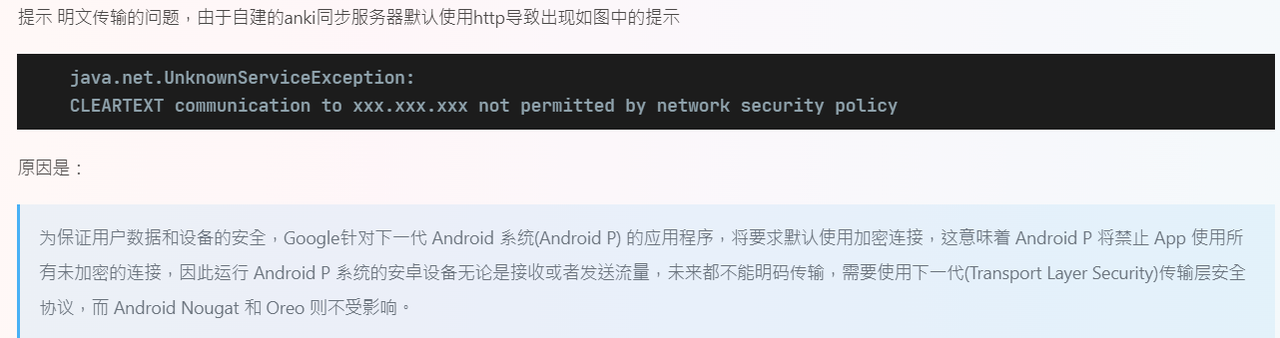 提示 明文传输的问题，由于自建的anki同步服务器默认使用http导致出现如图中的提示
java.net.UnknownServiceException:
CLEARTEXT communication to xxx.xxx.xxx not permitted by network security policy
原因是：
为保证用户数据和设备的安全，Google针对下一代 Android 系统(Android P) 的应用程序，将要求默认使用加密连接，这意味着 Android P 将禁止 App 使用所
有未加密的连接，因此运行 Android P 系统的安卓设备无论是接收或者发送流量，未来都不能明码传输，需要使用下一代(Transport Layer Security)传输层安全
协议，而 Android Nougat 和 Oreo 则不受影响。